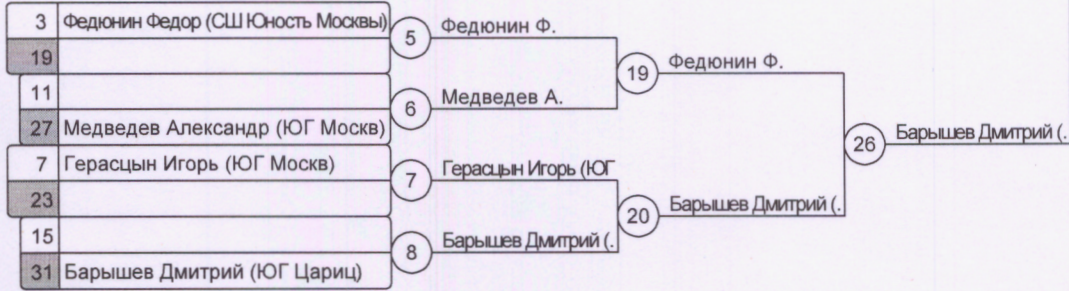 3 Федюнин Федор (СШ Юность Москвы)
5 Федюнин Ф.
19
19 Федюнин Ф.
11
6 Медведев А.
27 Медведев Александр (ЮГ Москв)
26 Барышев Дмитрий (.
7 Герасцын Игорь (ЮГ Москв)
7 Герасцын Игорь (ЮГ
23
20 Барышев Дмитрий (.
15
8 Барышев Дмитрий (.
31 Барышев Дмитрий (ЮГ Цариц)